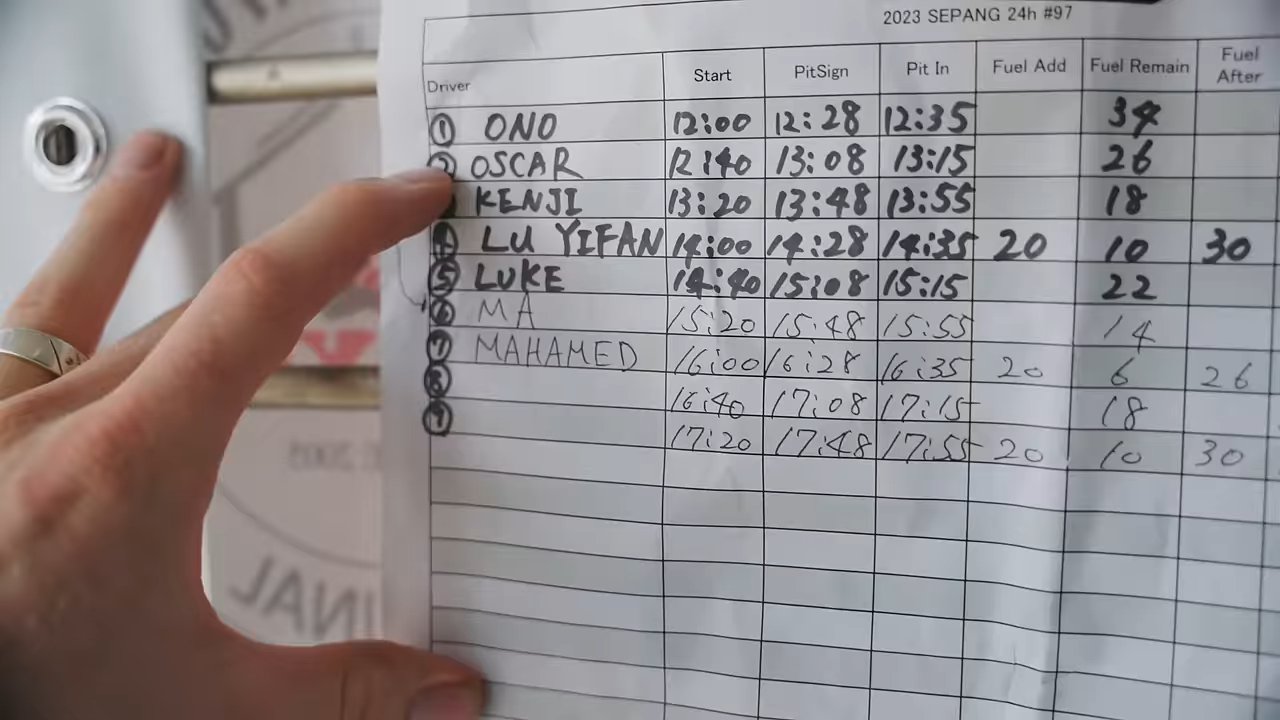 2023 SEPANG 24h #97
Driver Start PitSign Pit In Fuel Add Fuel Remain Fuel After
① ONO 12:00 12:28 12:35 34
② OSCAR 12:40 13:08 13:15 26
KENJI 13:20 13:48 13:55 18
④ LU YIFAN 14:00 14:28 14:35 20 10 30
⑤ LUKE 14:40 15:08 15:15 22
⑥ MA 15:20 15:48 15:55 14
⑦ MAHAMED 16:00 16:28 16:35 20 6 26
⑧ 16:40 17:08 17:15 18
⑨ 17:20 17:48 17:55 20 10 30